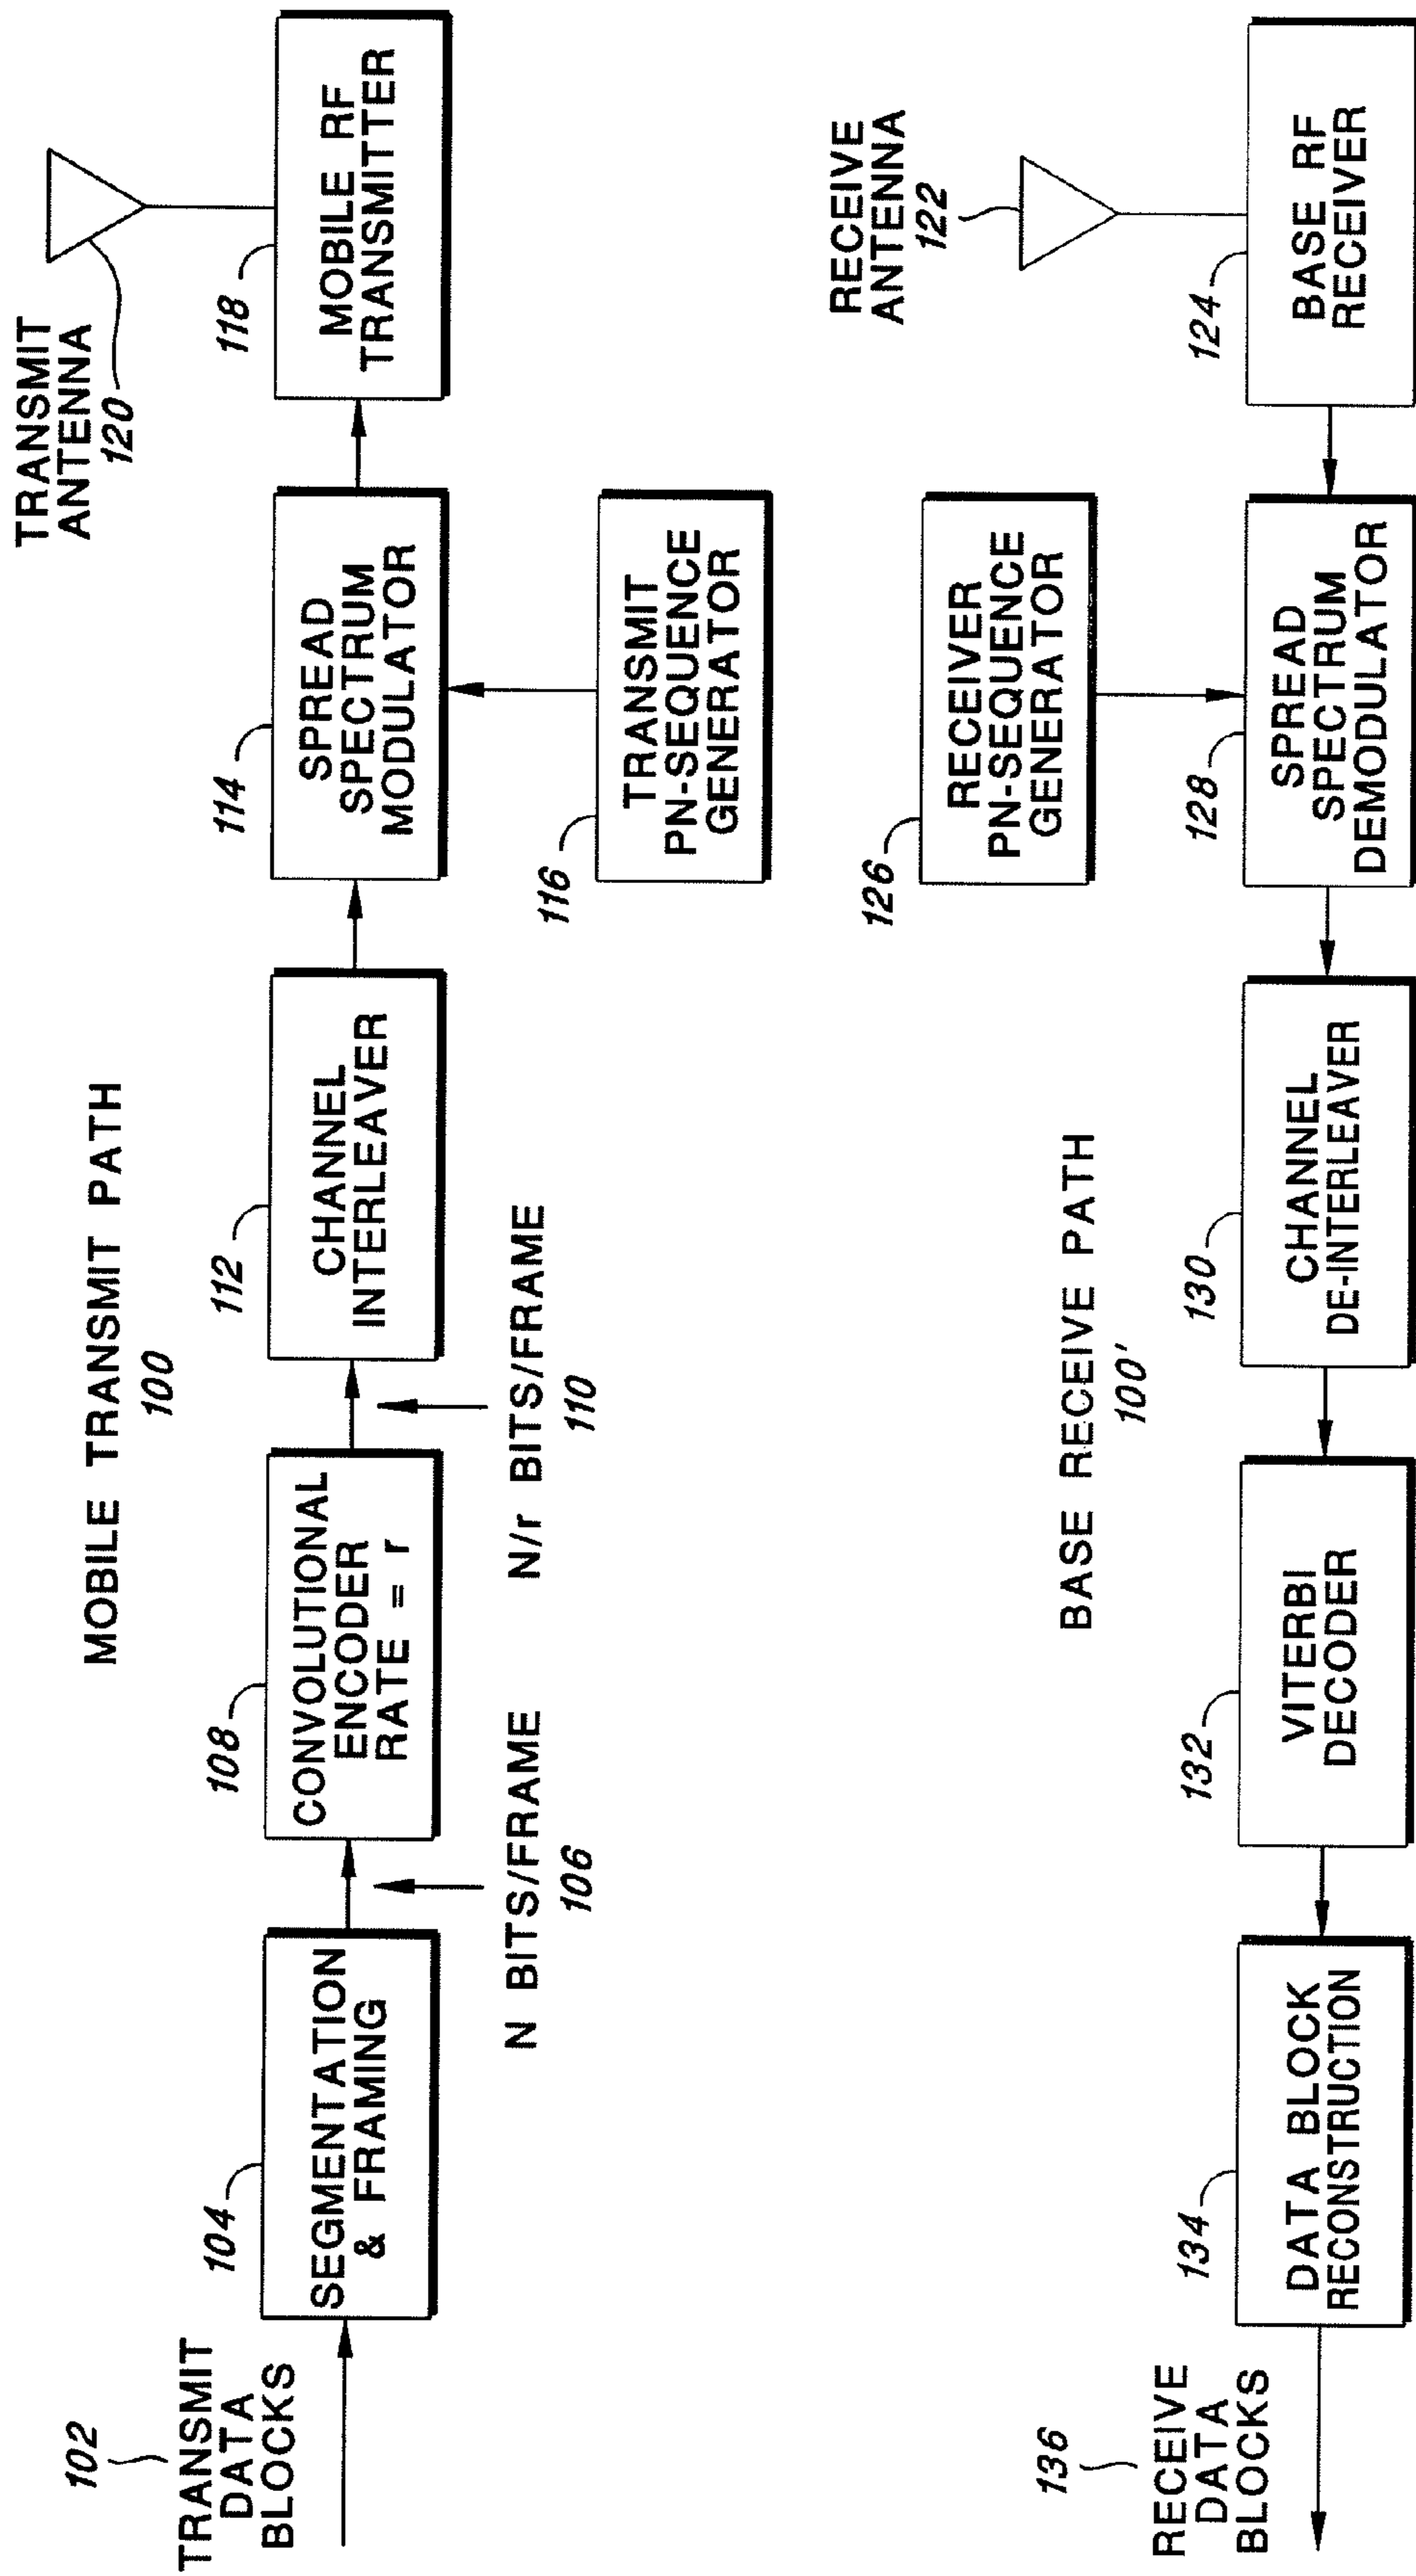 MOBILE TRANSMIT PATH
100
102
TRANSMIT
DATA
BLOCKS
104
SEGMENTATION
& FRAMING
N BITS/FRAME
106
108
CONVOLUTIONAL
ENCODER
RATE = r
N/r BITS/FRAME
110
112
CHANNEL
INTERLEAVER
114
SPREAD
SPECTRUM
MODULATOR
116
TRANSMIT
PN-SEQUENCE
GENERATOR
118
MOBILE RF
TRANSMITTER
TRANSMIT
ANTENNA
120
BASE RECEIVE PATH
100'
136
RECEIVE
DATA
BLOCKS
134
DATA BLOCK
RECONSTRUCTION
132
VITERBI
DECODER
130
CHANNEL
DE-INTERLEAVER
128
SPREAD
SPECTRUM
DEMODULATOR
126
RECEIVER
PN-SEQUENCE
GENERATOR
124
BASE RF
RECEIVER
RECEIVE
ANTENNA
122